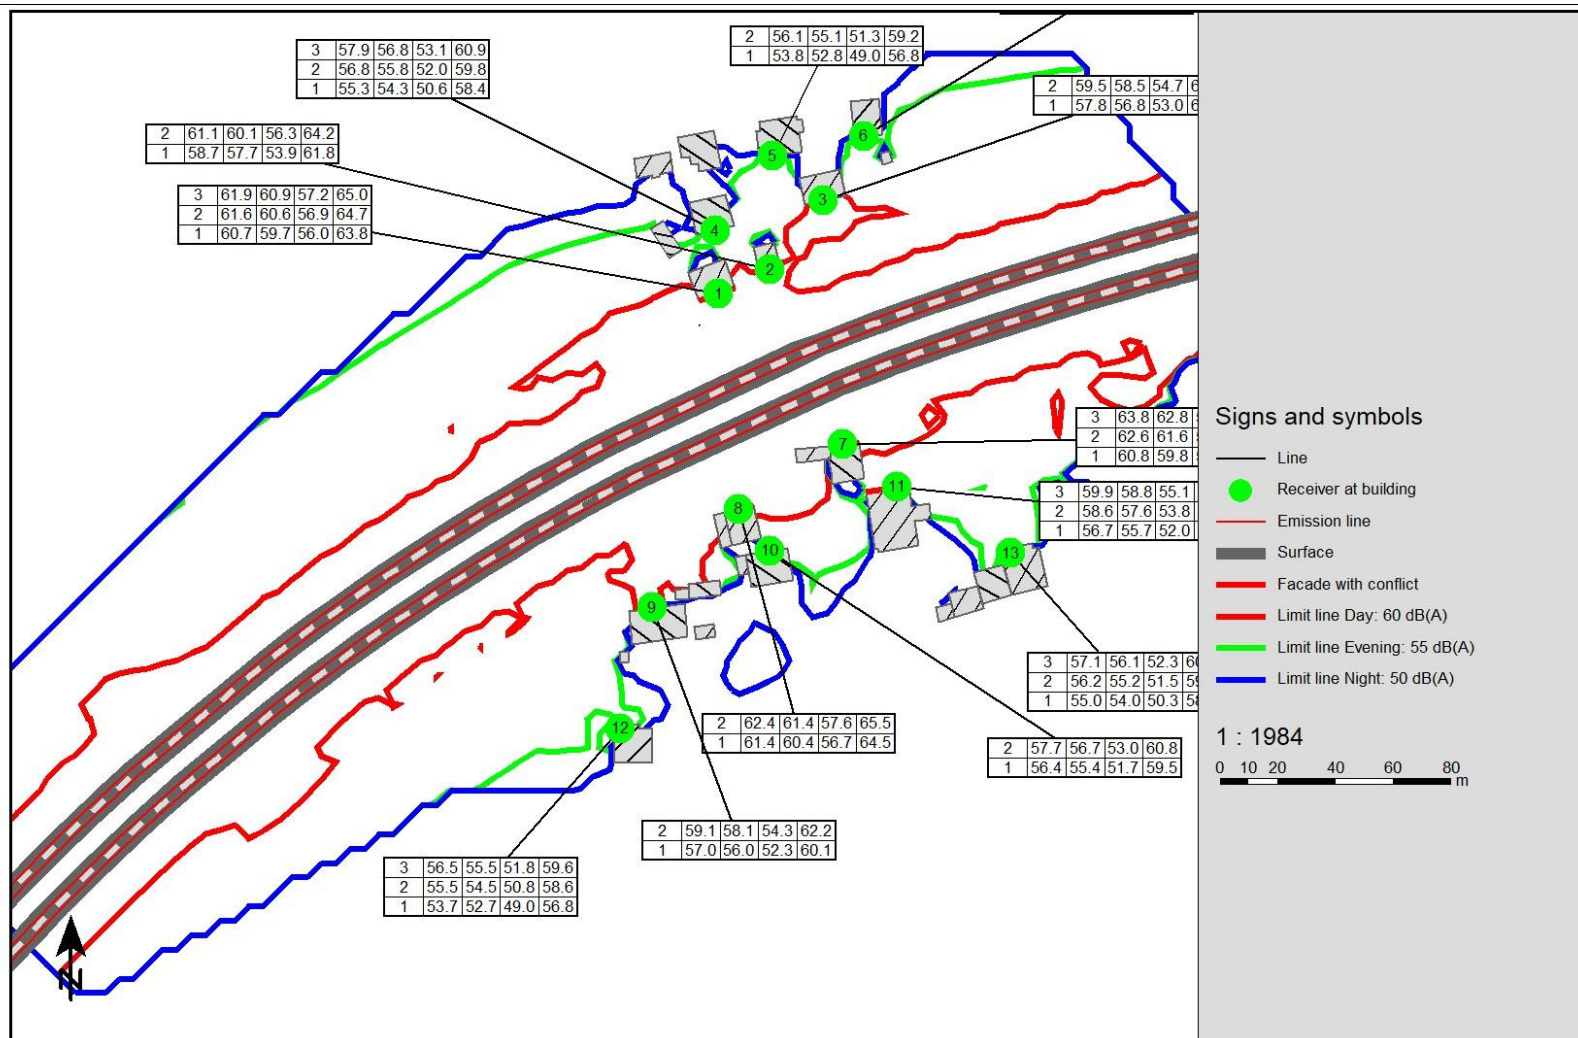 3 57.9 56.8 53.1 60.9
2 56.8 55.8 52.0 59.8
1 55.3 54.3 50.6 58.4
2 56.1 55.1 51.3 59.2
1 53.8 52.8 49.0 56.8
2 59.5 58.5 54.7 6
1 57.8 56.8 53.0 6
2 61.1 60.1 56.3 64.2
1 58.7 57.7 53.9 61.8
3 61.9 60.9 57.2 65.0
2 61.6 60.6 56.9 64.7
1 60.7 59.7 56.0 63.8
6
5
3
4
2
1
7
11
8
10
13
9
12
3 63.8 62.8
2 62.6 61.6
1 60.8 59.8
3 59.9 58.8 55.1
2 58.6 57.6 53.8
1 56.7 55.7 52.0
3 57.1 56.1 52.3 60
2 56.2 55.2 51.5 59
1 55.0 54.0 50.3 58
2 62.4 61.4 57.6 65.5
1 61.4 60.4 56.7 64.5
2 57.7 56.7 53.0 60.8
1 56.4 55.4 51.7 59.5
2 59.1 58.1 54.3 62.2
1 57.0 56.0 52.3 60.1
3 56.5 55.5 51.8 59.6
2 55.5 54.5 50.8 58.6
1 53.7 52.7 49.0 56.8
N
Signs and symbols
Line
Receiver at building
Emission line
Surface
Facade with conflict
Limit line Day: 60 dB(A)
Limit line Evening: 55 dB(A)
Limit line Night: 50 dB(A)
1 : 1984
0 10 20 40 60 80
m